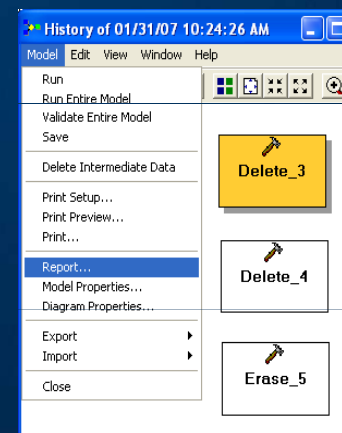 History of 01/31/07 10:24:26 AM
Model Edit View Window Help
Run
Run Entire Model
Validate Entire Model
Save
Delete Intermediate Data
Print Setup...
Print Preview...
Print...
Report...
Model Properties...
Diagram Properties...
Export
Import
Close
Delete_3
Delete_4
Erase_5